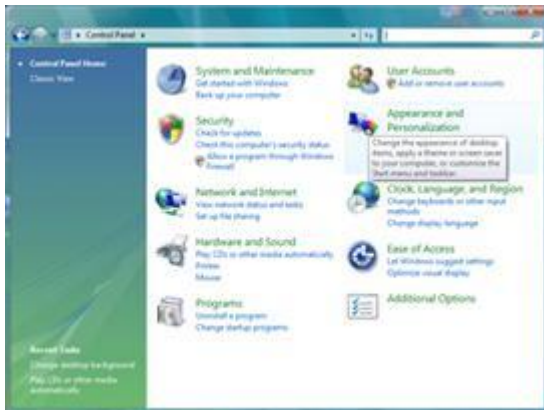 Control Panel
Control Panel Home
Classic View
System and Maintenance
Get started with Windows
Back up your computer
Security
Check for updates
Check this computer's security status
Allow a program through Windows
Firewall
Network and Internet
View network status and tasks
Set up file sharing
Hardware and Sound
Play CDs or other media automatically
Printer
Mouse
Programs
Uninstall a program
Change startup programs
User Accounts
Add or remove user accounts
Appearance and
Personalization
Change the appearance of desktop
items, apply a theme or screen saver
to your computer, or customize the
Start menu and taskbar.
Clock, Language, and Region
Change keyboards or other input
methods
Change display language
Ease of Access
Let Windows suggest settings
Optimize visual display
Additional Options
Recent Tasks
Change desktop background
Play CDs or other media
automatically